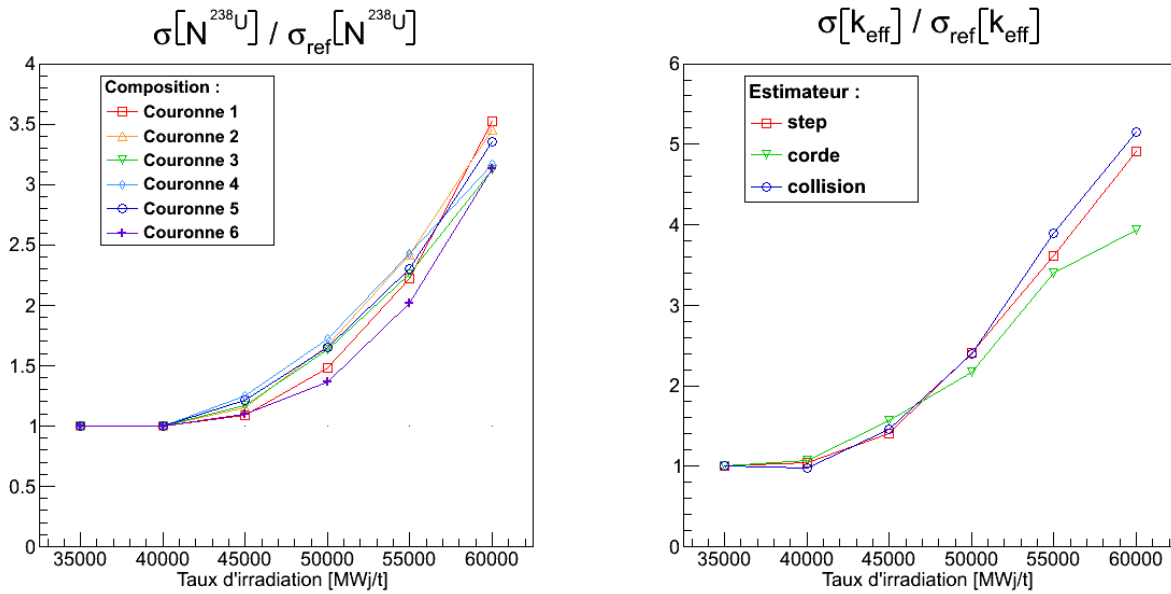 σ[N²³⁸U] / σref[N²³⁸U]
4
3.5
3
2.5
2
1.5
1
0.5
0
Composition :
Couronne 1
Couronne 2
Couronne 3
Couronne 4
Couronne 5
Couronne 6
35000 40000 45000 50000 55000 60000
Taux d'irradiation [MWj/t]
σ[keff] / σref[keff]
6
5
4
3
2
1
0
Estimateur :
step
corde
collision
35000 40000 45000 50000 55000 60000
Taux d'irradiation [MWj/t]